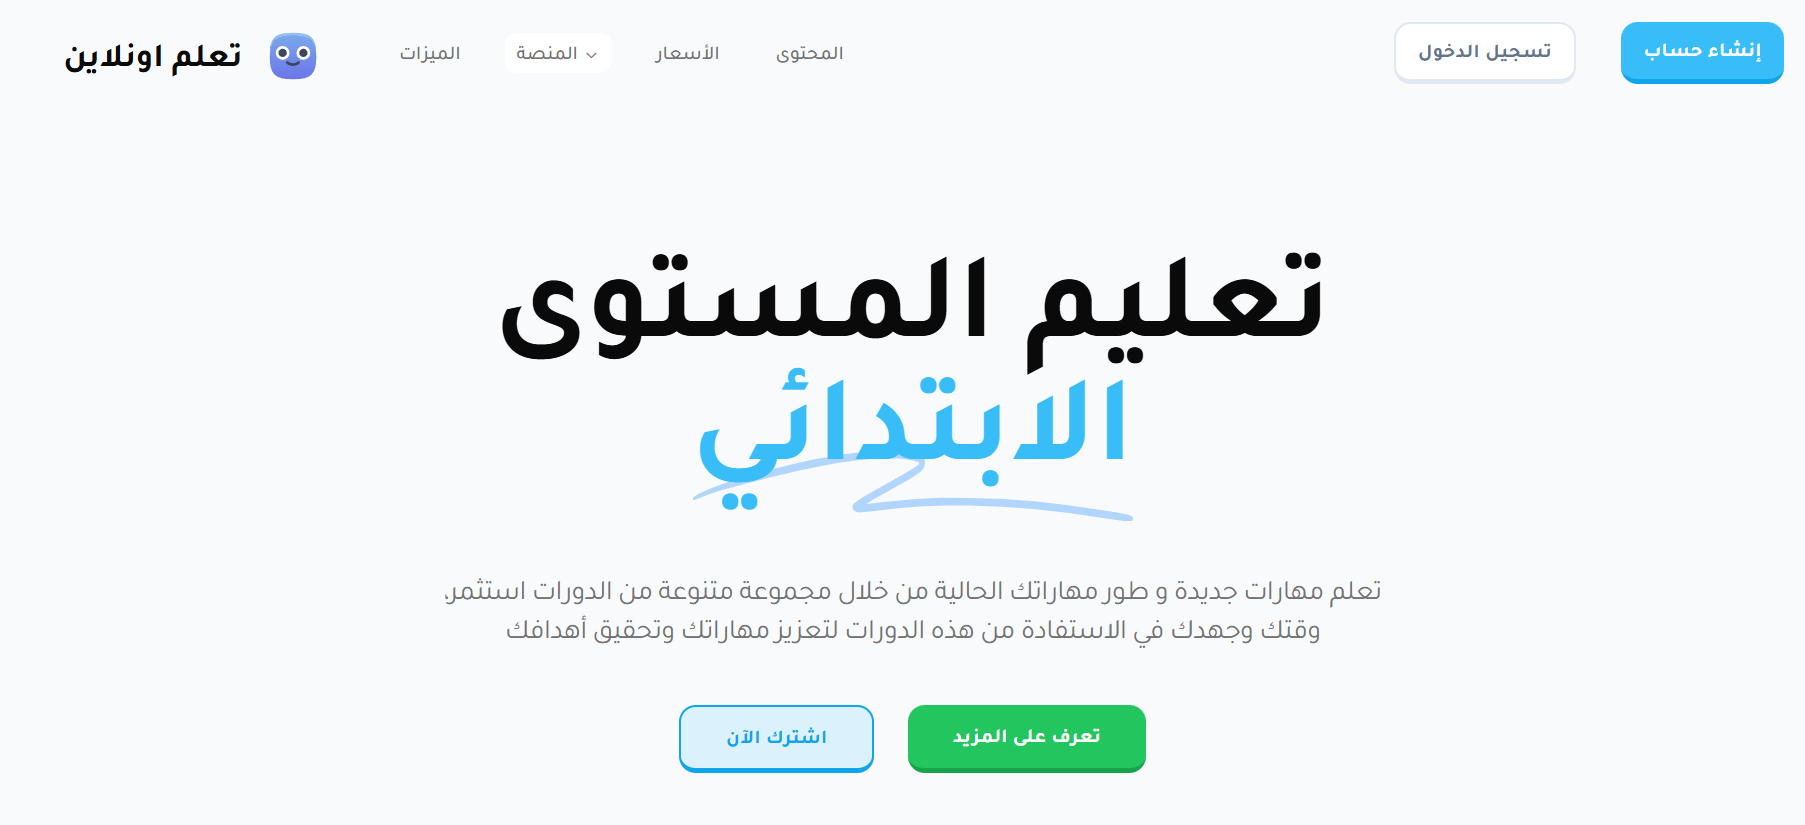 إنشاء حساب
تسجيل الدخول
المحتوى
الأسعار
المنصة
الميزات
تعلم اونلاين
تعليم المستوى
الابتدائي
تعلم مهارات جديدة و طور مهاراتك الحالية من خلال مجموعة متنوعة من الدورات استثمر،
وقتك وجهدك في الاستفادة من هذه الدورات لتعزيز مهاراتك وتحقيق أهدافك
تعرف على المزيد
اشترك الآن